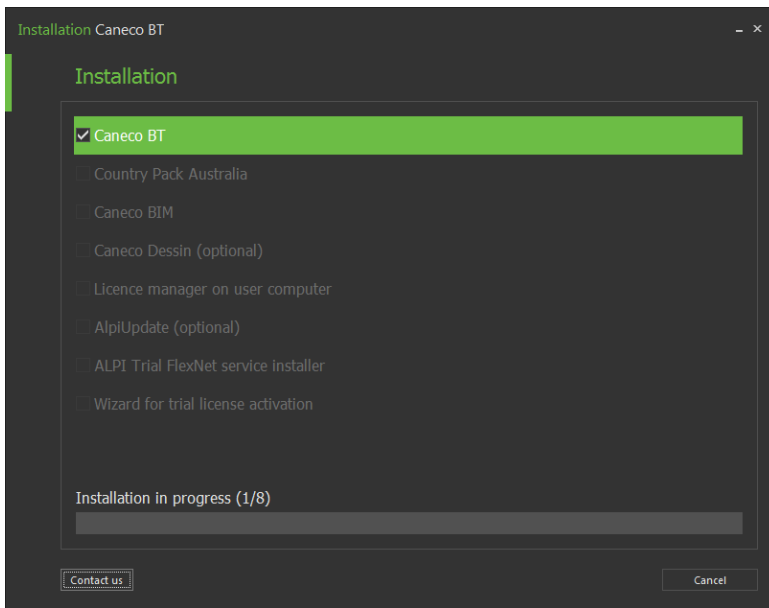 Installation Caneco BT
Installation
Caneco BT
Country Pack Australia
Caneco BIM
Caneco Dessin (optional)
Licence manager on user computer
AlpiUpdate (optional)
ALPI Trial FlexNet service installer
Wizard for trial license activation
Installation in progress (1/8)
Contact us
Cancel